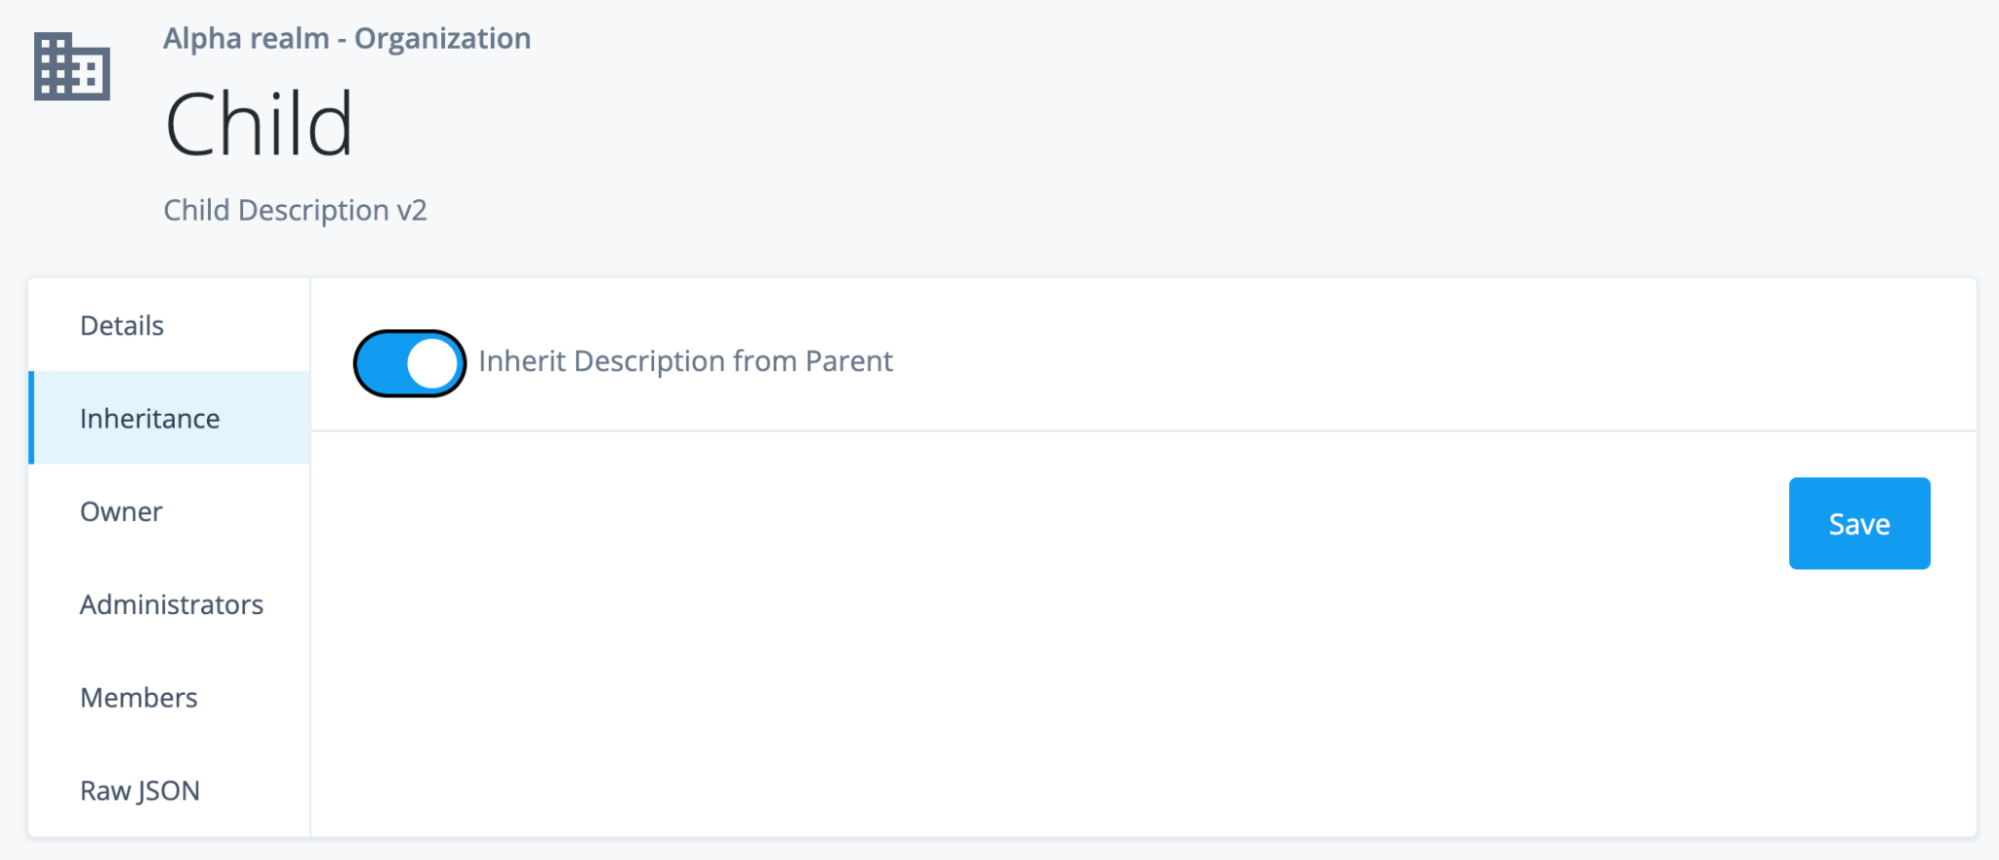 Alpha realm - Organization
Child
Child Description v2
Details
Inheritance
Owner
Administrators
Members
Raw JSON
Inherit Description from Parent
Save